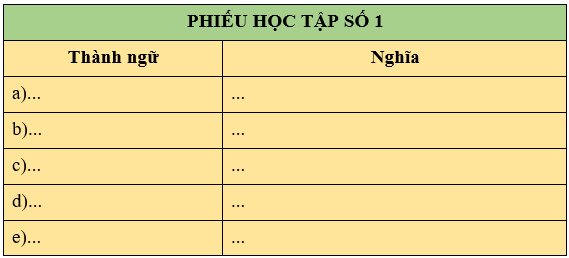 PHIẾU HỌC TẬP SỐ 1
Thành ngữ Nghĩa
a)... ...
b)... ...
c)... ...
d)... ...
e)... ...